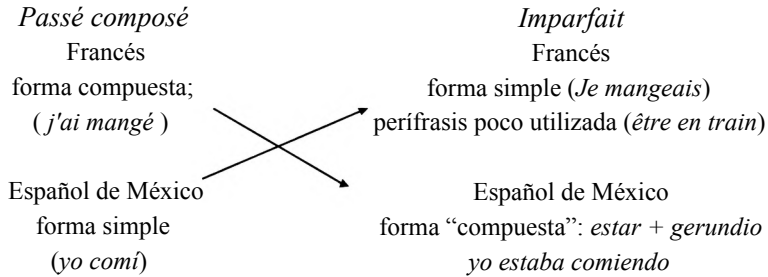 Passé composé
Francés
forma compuesta;
( j'ai mangé )
Español de México
forma simple
(yo comí)
Imparfait
Francés
forma simple (Je mangeais)
perífrasis poco utilizada (être en train)
Español de México
forma “compuesta”: estar + gerundio
yo estaba comiendo